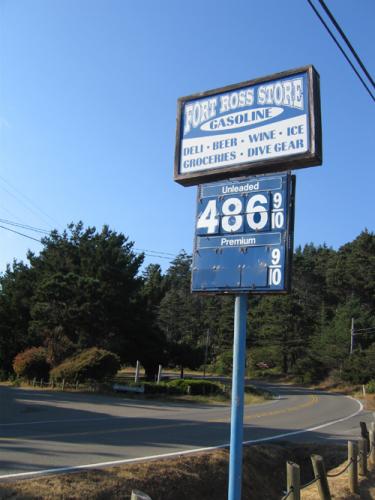 FORT ROSS STORE
GASOLINE
DELI • BEER • WINE • ICE
GROCERIES • DIVE GEAR
Unleaded
486 9/10
Premium
9/10